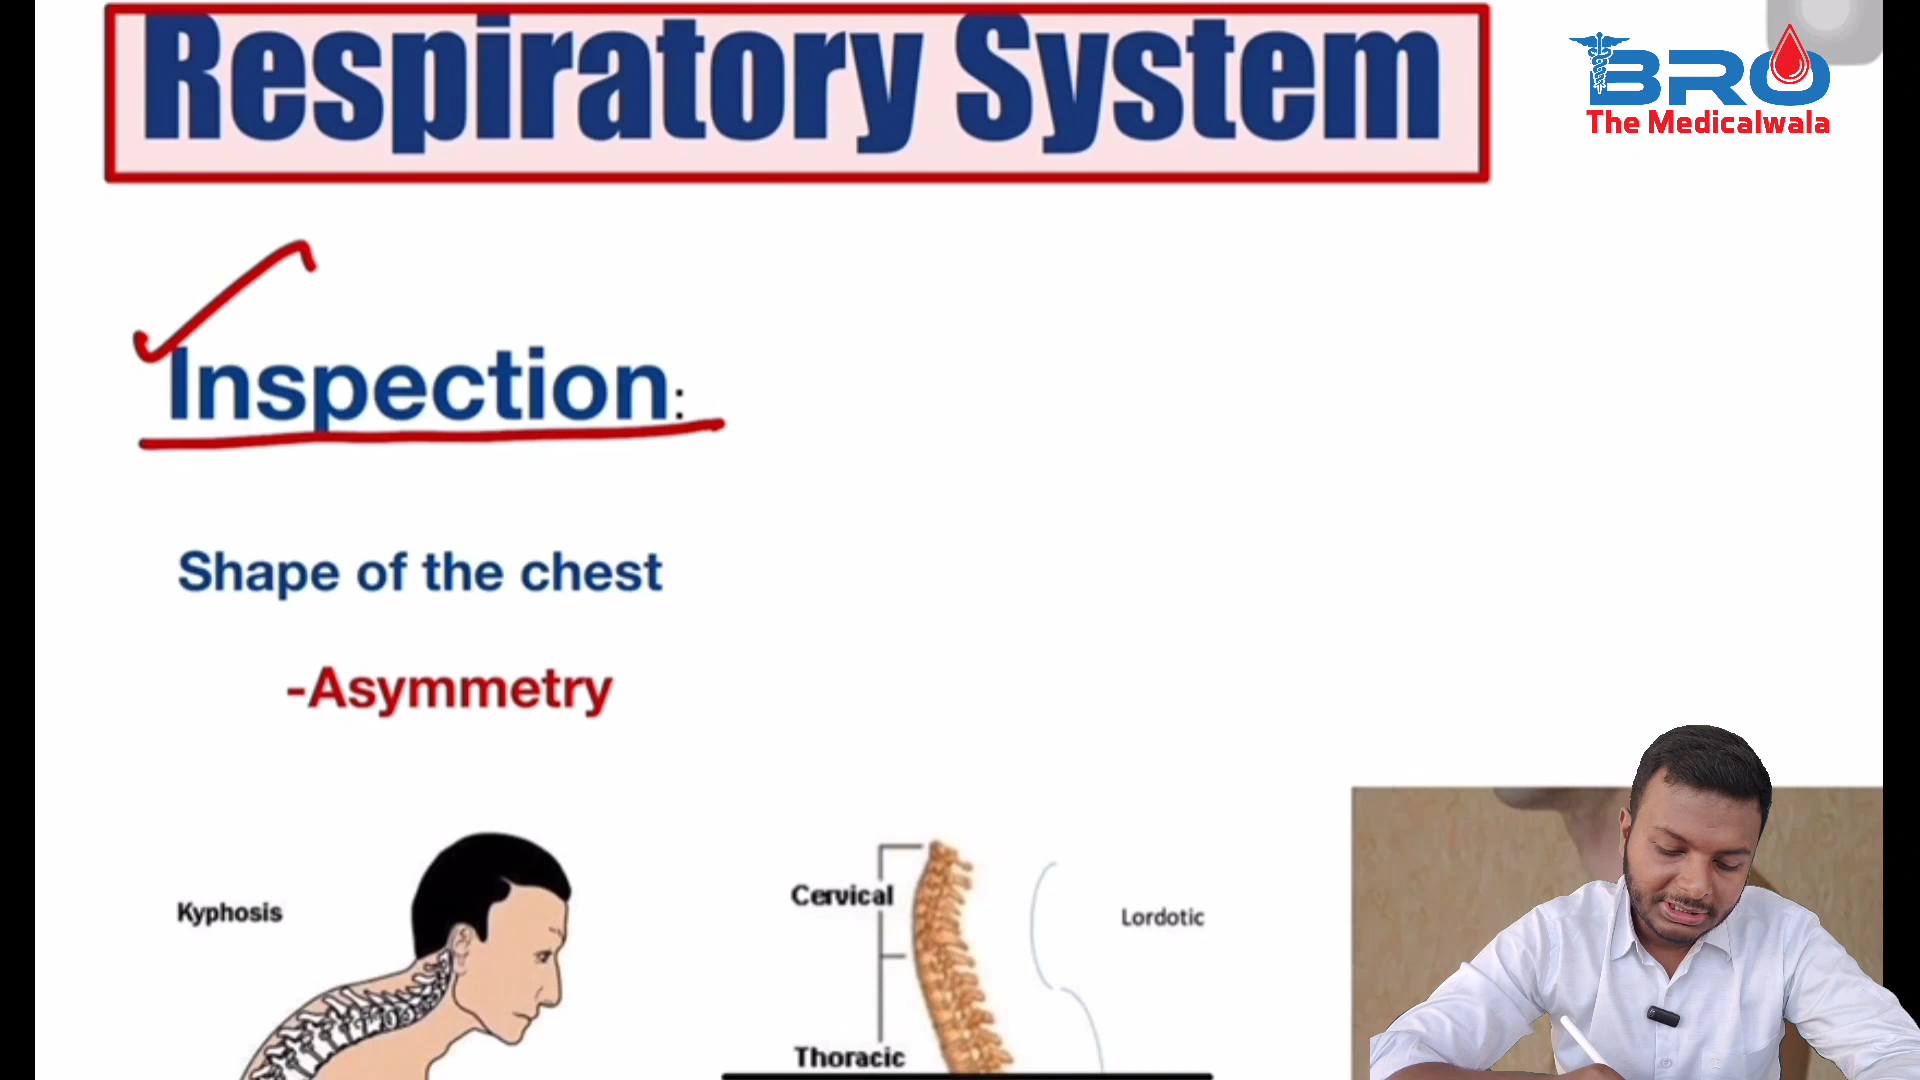 Respiratory System
BRO
The Medicalwala
Inspection:
Shape of the chest
-Asymmetry
Kyphosis
Cervical
Lordotic
Thoracic